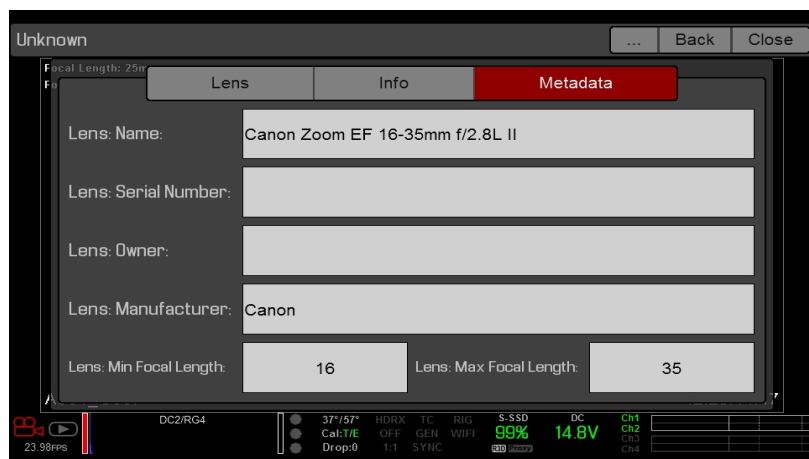 Unknown
... Back Close
Focal Length: 25m
Lens Info Metadata
Lens: Name: Canon Zoom EF 16-35mm f/2.8L II
Lens: Serial Number:
Lens: Owner:
Lens: Manufacturer: Canon
Lens: Min Focal Length: 16 Lens: Max Focal Length: 35
DC2/RG4
37°/57° HDRX TC RIG S-SSD DC Ch1
Cal:T/E OFF GEN WIFI 99% 14.8V Ch2
Ch3
23.98FPS Drop:0 1:1 SYNC R3D Proxy Ch4